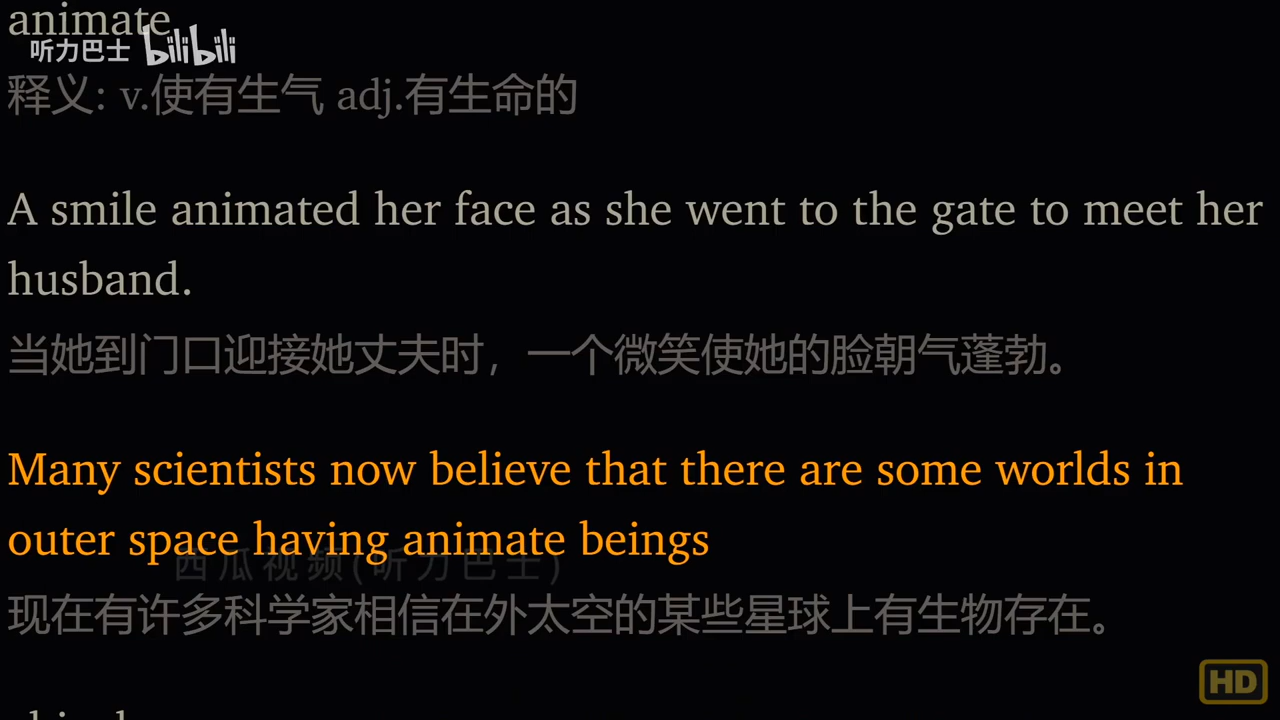 animate
听力巴士 bilibili
释义: v.使有生气 adj.有生命的
A smile animated her face as she went to the gate to meet her
husband.
当她到门口迎接她丈夫时，一个微笑使她的脸朝气蓬勃。
Many scientists now believe that there are some worlds in
outer space having animate beings
西瓜视频(听力巴士)
现在有许多科学家相信在外太空的某些星球上有生物存在。
HD